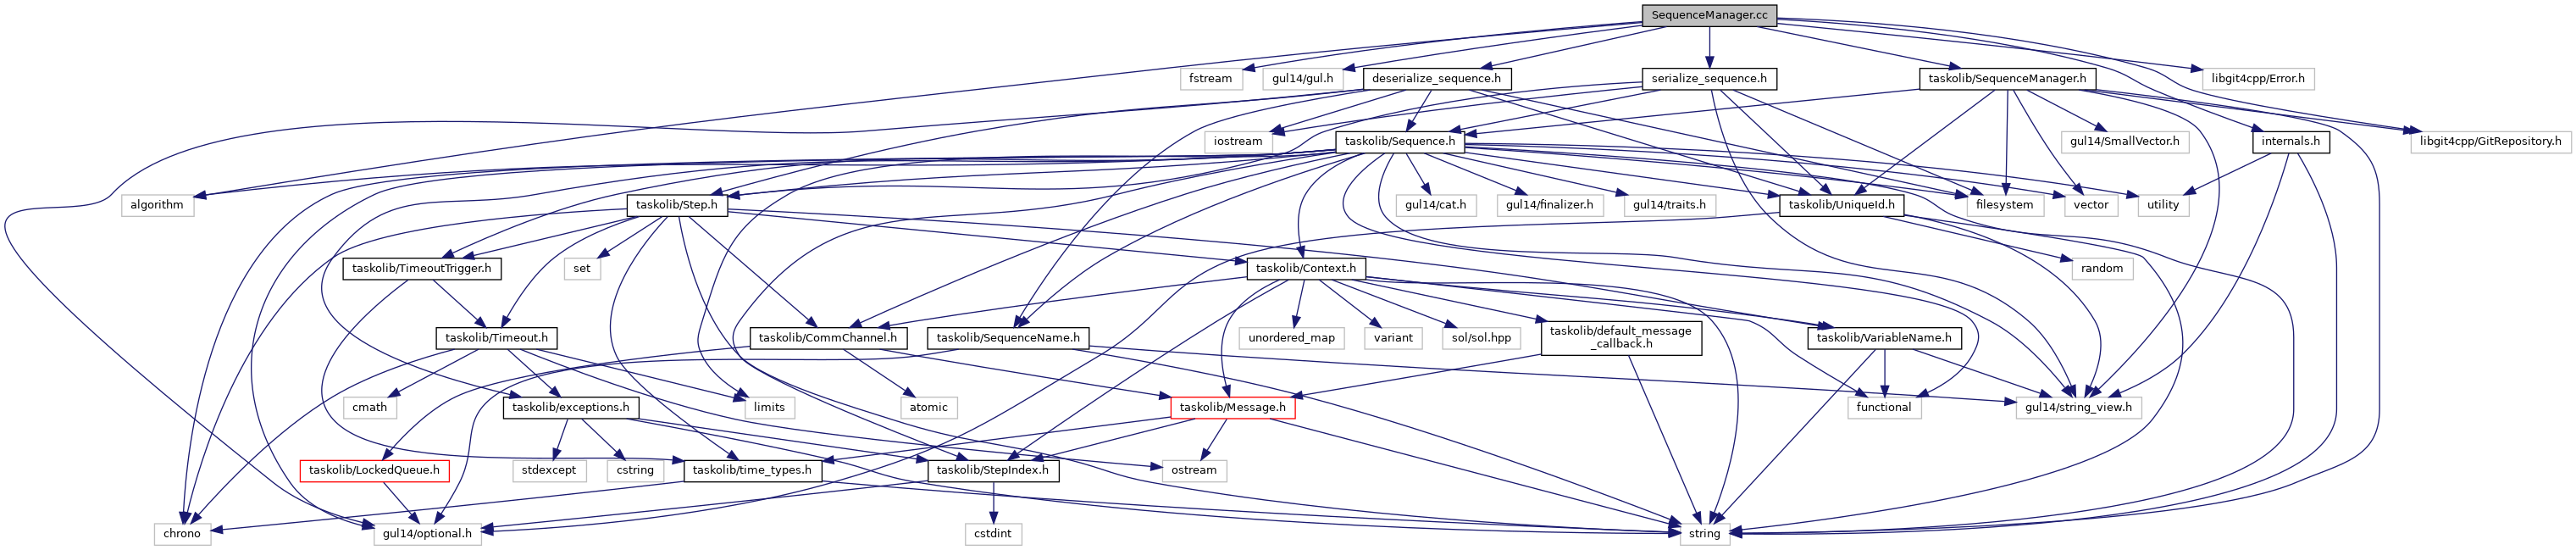 SequenceManager.cc
fstream
gul14/gul.h
deserialize_sequence.h
serialize_sequence.h
taskolib/SequenceManager.h
libgit4cpp/Error.h
iostream
taskolib/Sequence.h
gul14/SmallVector.h
internals.h
libgit4cpp/GitRepository.h
algorithm
taskolib/Step.h
gul14/cat.h
gul14/finalizer.h
gul14/traits.h
taskolib/UniqueId.h
filesystem
vector
utility
taskolib/TimeoutTrigger.h
set
taskolib/Context.h
random
taskolib/Timeout.h
taskolib/CommChannel.h
taskolib/SequenceName.h
unordered_map
variant
sol/sol.hpp
taskolib/default_message
_callback.h
taskolib/VariableName.h
cmath
taskolib/exceptions.h
limits
atomic
taskolib/Message.h
functional
gul14/string_view.h
taskolib/LockedQueue.h
stdexcept
cstring
taskolib/time_types.h
taskolib/StepIndex.h
ostream
chrono
gul14/optional.h
cstdint
string